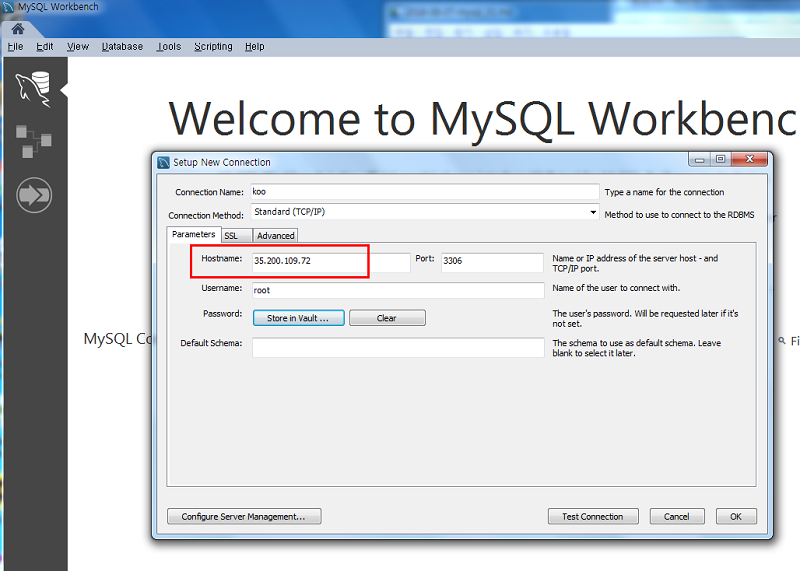 MySQL Workbench
File Edit View Database Tools Scripting Help
Welcome to MySQL Workbenc
Setup New Connection
Connection Name: koo Type a name for the connection
Connection Method: Standard (TCP/IP) Method to use to connect to the RDBMS
Parameters SSL Advanced
Hostname: 35.200.109.72 Port: 3306 Name or IP address of the server host - and
TCP/IP port.
Username: root Name of the user to connect with.
Password: Store in Vault ... Clear The user's password. Will be requested later if it's
not set.
MySQL Co
Fi
Default Schema: The schema to use as default schema. Leave
blank to select it later.
Configure Server Management... Test Connection Cancel OK